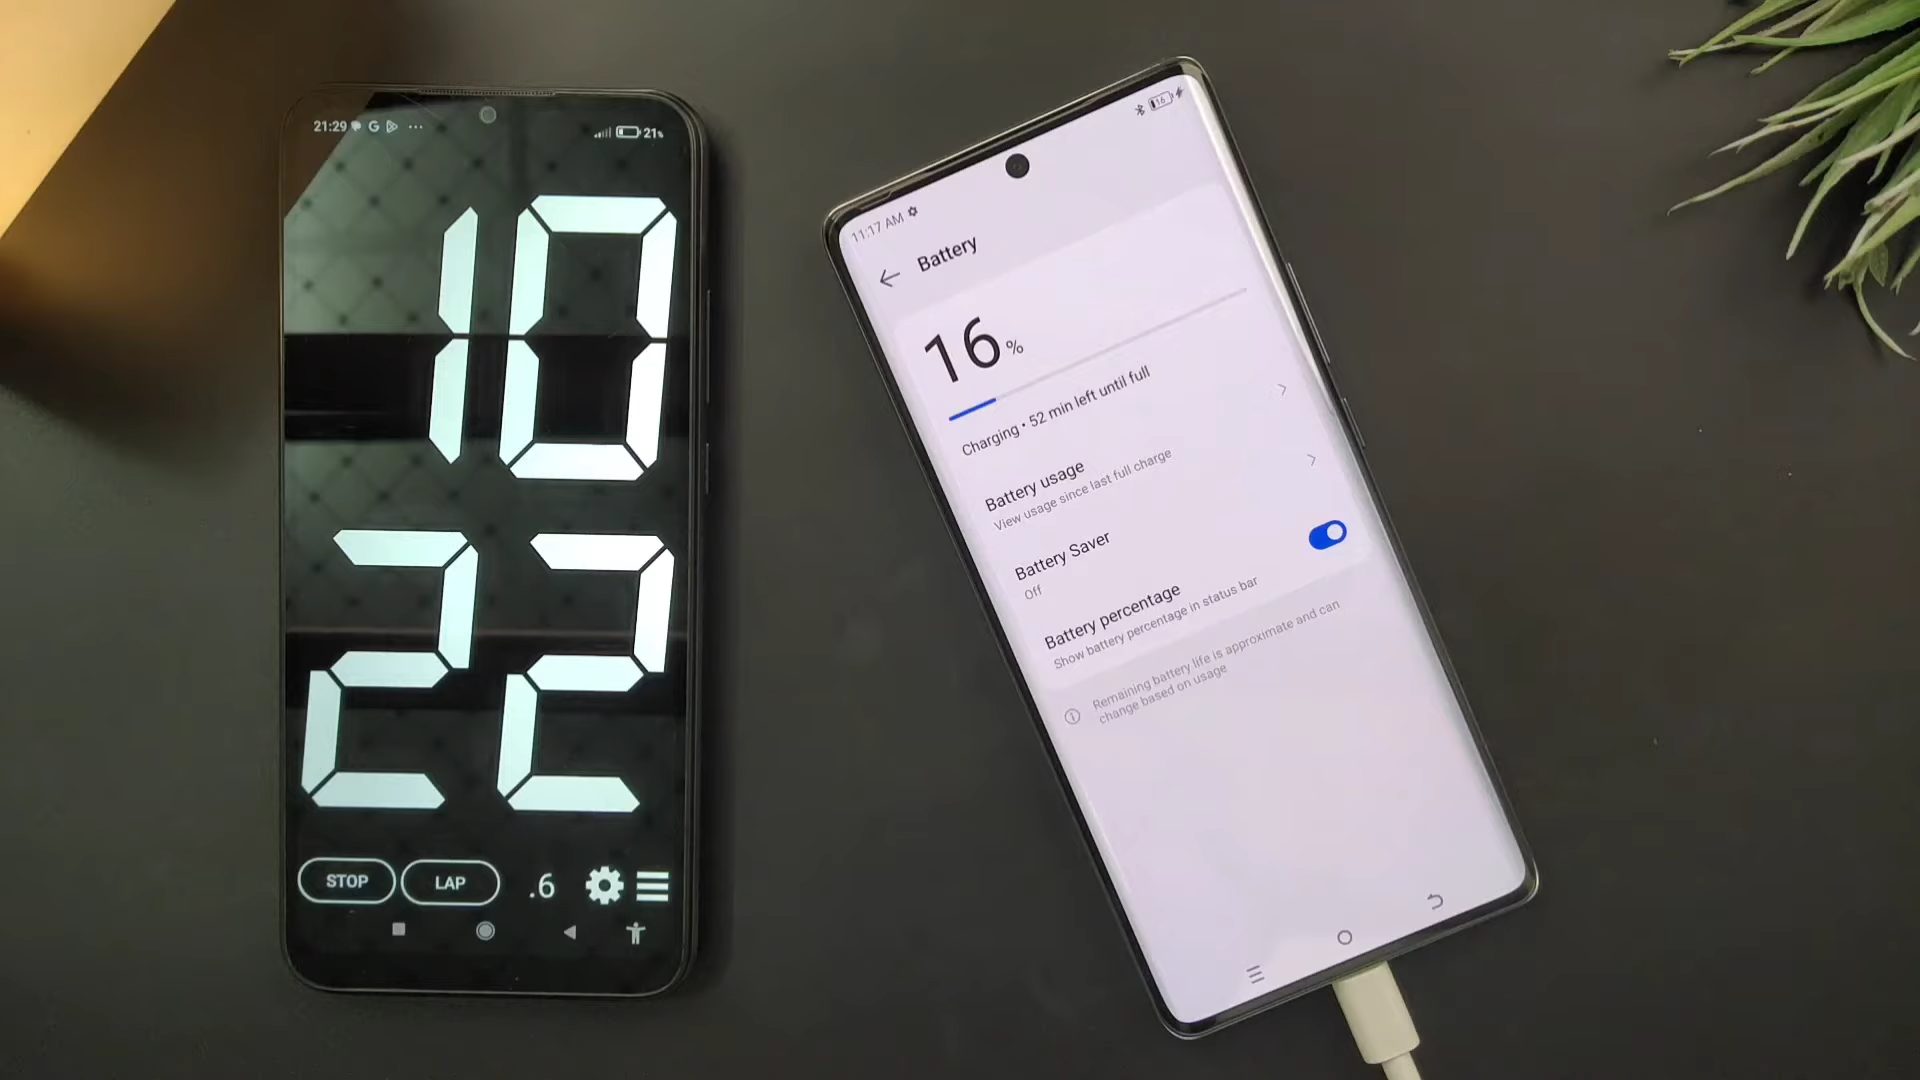 21:29 G
21%
10
22
STOP
LAP
.6
16
11:17 AM
Battery
16 %
Charging • 52 min left until full
Battery usage
View usage since last full charge
Battery Saver
Off
Battery percentage
Show battery percentage in status bar
Remaining battery life is approximate and can
change based on usage